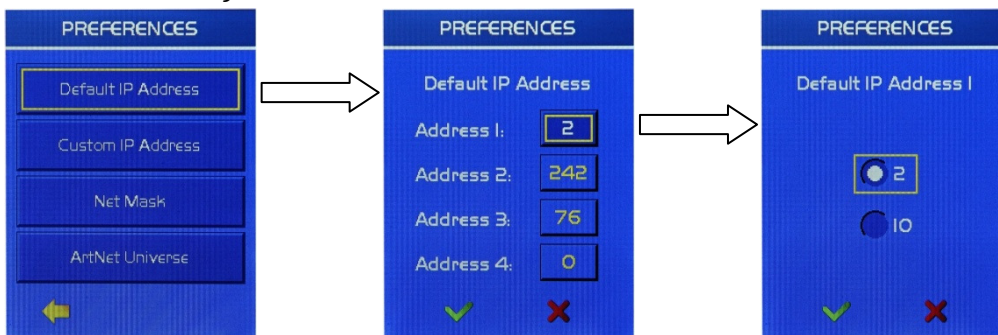 PREFERENCES
Default IP Address
Custom IP Address
Net Mask
ArtNet Universe
PREFERENCES
Default IP Address
Address 1: 2
Address 2: 242
Address 3: 76
Address 4: 0
PREFERENCES
Default IP Address 1
2
10